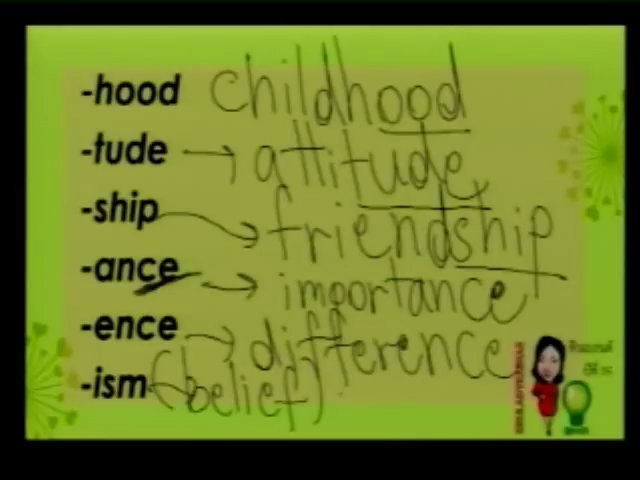 -hood childhood
-tude → attitude
-ship → friendship
-ance → importance
-ence → difference
-ism (belief)